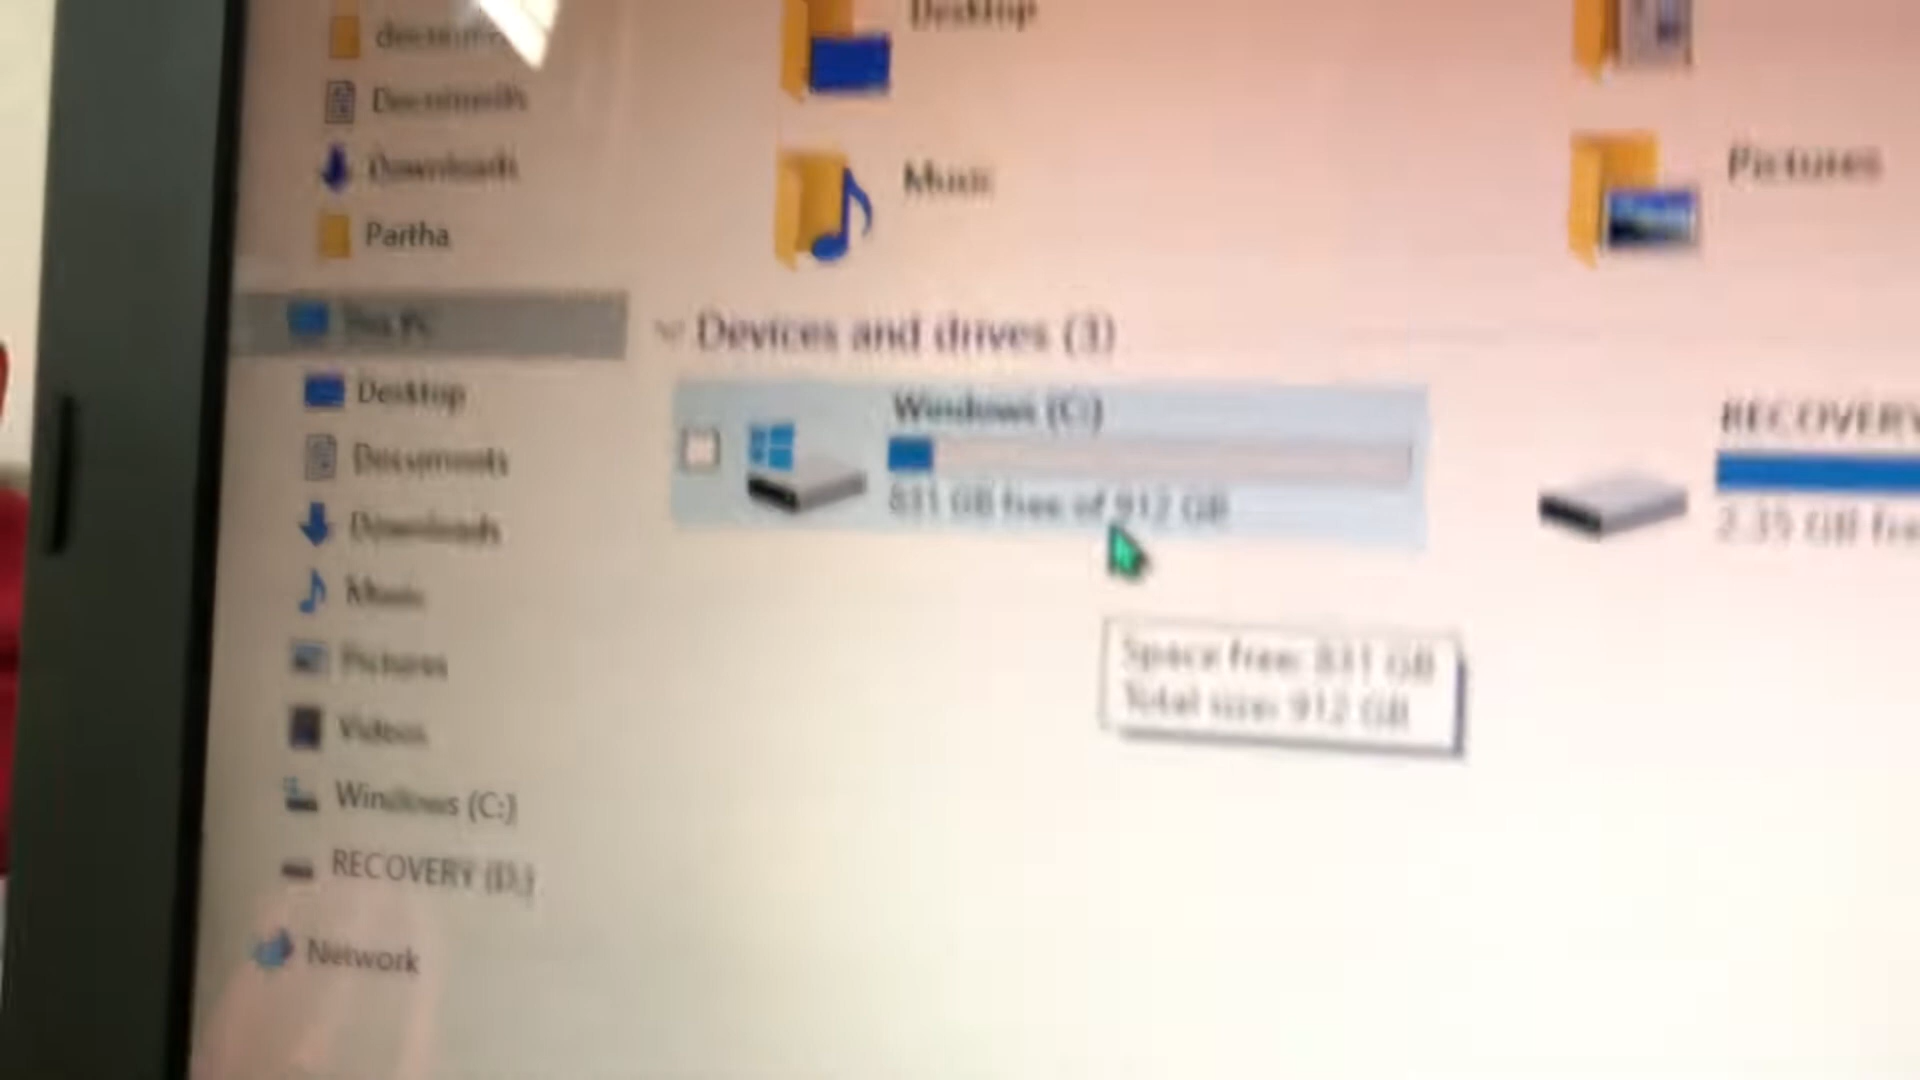 Documents
Downloads
Partha
This PC
Desktop
Documents
Downloads
Music
Pictures
Videos
Windows (C:)
RECOVERY (D:)
Network
Desktop
Music
Pictures
Devices and drives (3)
Windows (C:)
831 GB free of 912 GB
RECOVERY
2.35 GB fre
Space free: 831 GB
Total size: 912 GB